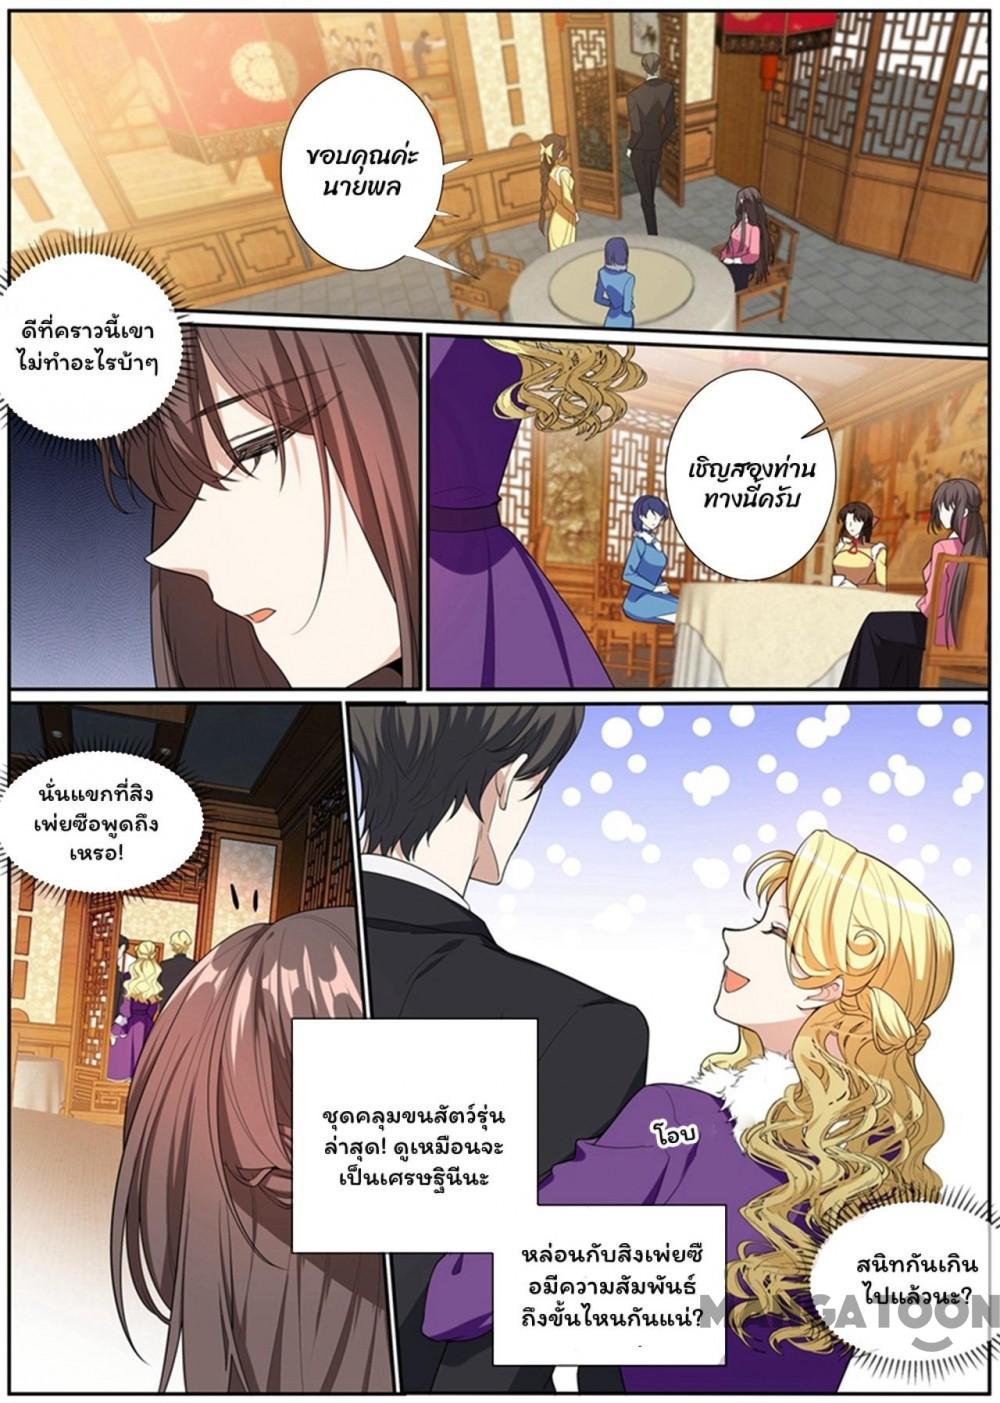 ขอบคุณค่ะ
นายพล
ดีที่คราวนี้เขา
ไม่ทำอะไรบ้าๆ
เชิญสองท่าน
ทางนี้ครับ
นั่นแขกที่สิง
เพ่ยซือพูดถึง
เหรอ!
ชุดคลุมขนสัตว์รุ่น
ล่าสุด! ดูเหมือนจะ
เป็นเศรษฐินีนะ
โอบ
หล่อนกับสิงเพ่ยซื
อมีความสัมพันธ์
ถึงขั้นไหนกันแน่?
สนิทกันเกิน
ไปแล้วนะ?
MANGATOON